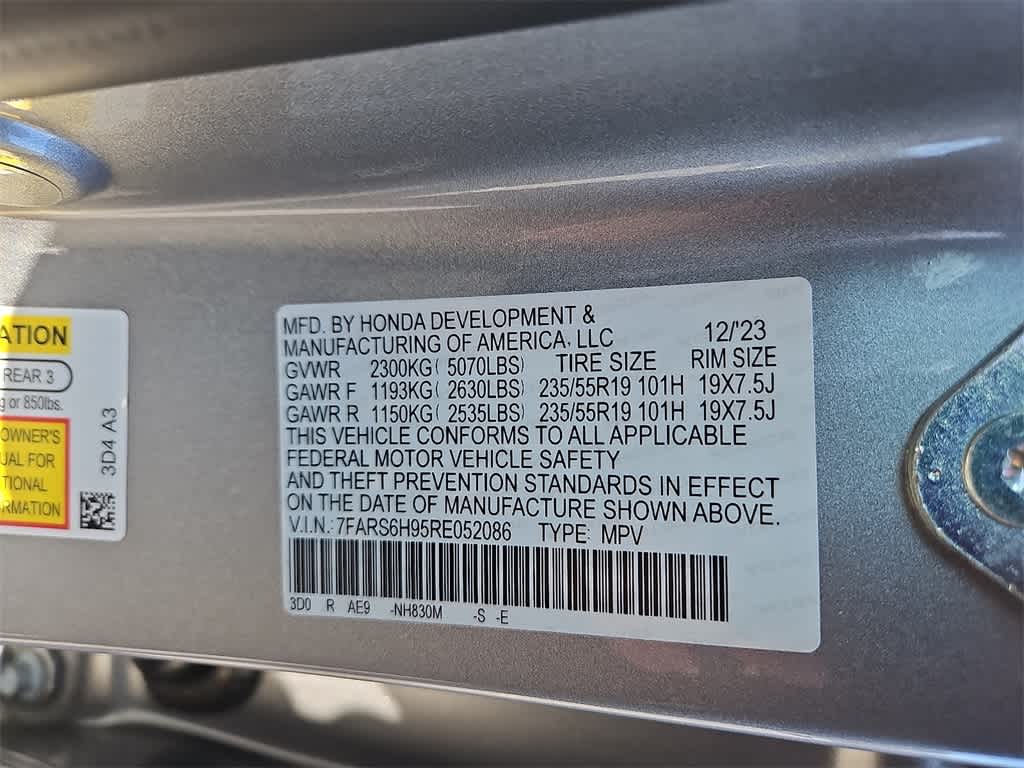 ATION
REAR 3
g or 850lbs.
OWNER'S
UAL FOR
TIONAL
RMATION
3D4 A3
MFD. BY HONDA DEVELOPMENT &
MANUFACTURING OF AMERICA, LLC 12/'23
GVWR 2300KG( 5070LBS) TIRE SIZE RIM SIZE
GAWR F 1193KG( 2630LBS) 235/55R19 101H 19X7.5J
GAWR R 1150KG( 2535LBS) 235/55R19 101H 19X7.5J
THIS VEHICLE CONFORMS TO ALL APPLICABLE
FEDERAL MOTOR VEHICLE SAFETY
AND THEFT PREVENTION STANDARDS IN EFFECT
ON THE DATE OF MANUFACTURE SHOWN ABOVE.
V.I.N.:7FARS6H95RE052086 TYPE: MPV
3D0 R AE9 -NH830M -S -E